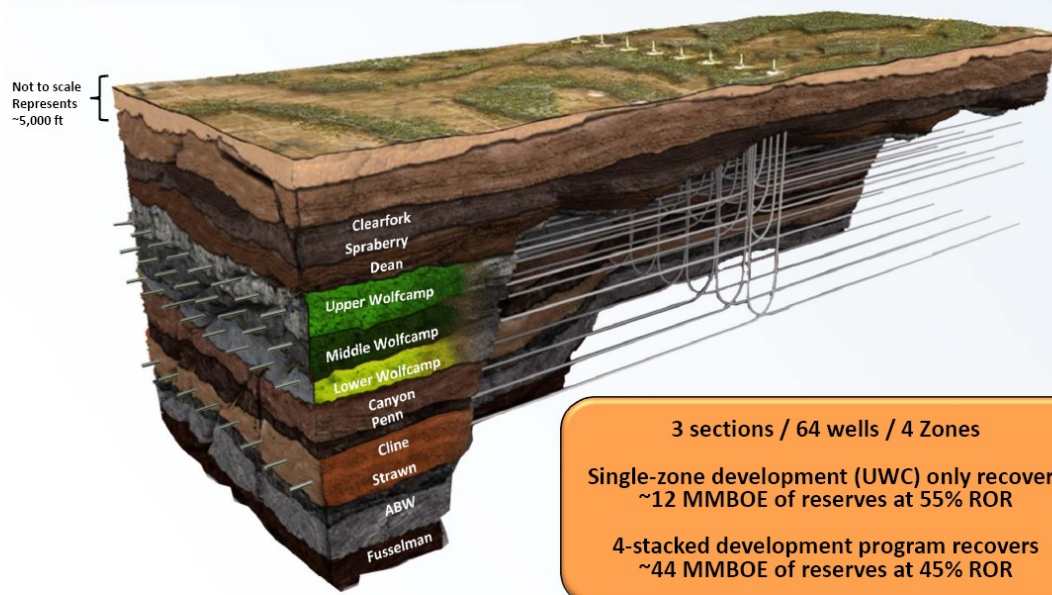 Not to scale
Represents
~5,000 ft
Clearfork
Spraberry
Dean
Upper Wolfcamp
Middle Wolfcamp
Lower Wolfcamp
Canyon
Penn
Cline
Strawn
ABW
Fusselman
3 sections / 64 wells / 4 Zones
Single-zone development (UWC) only recover
~12 MMBOE of reserves at 55% ROR
4-stacked development program recovers
~44 MMBOE of reserves at 45% ROR